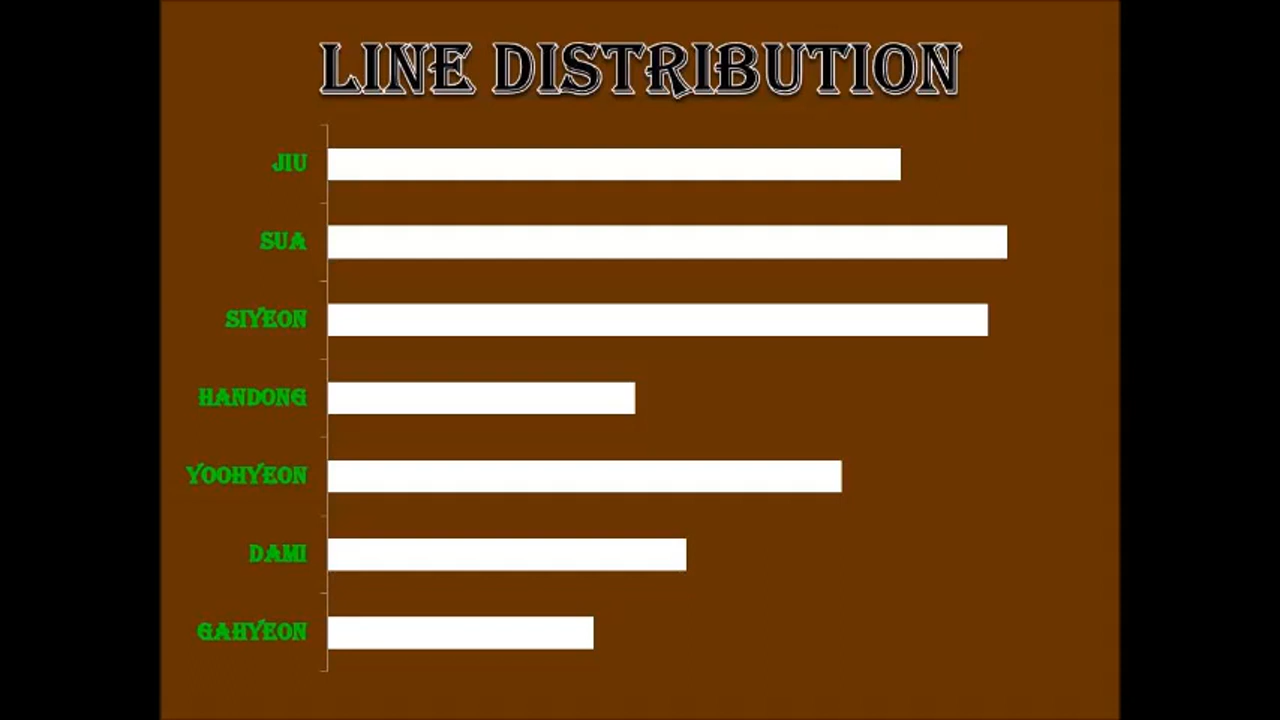 LINE DISTRIBUTION
JIU
SUA
SIYEON
HANDONG
YOOHYEON
DAMI
GAHYEON